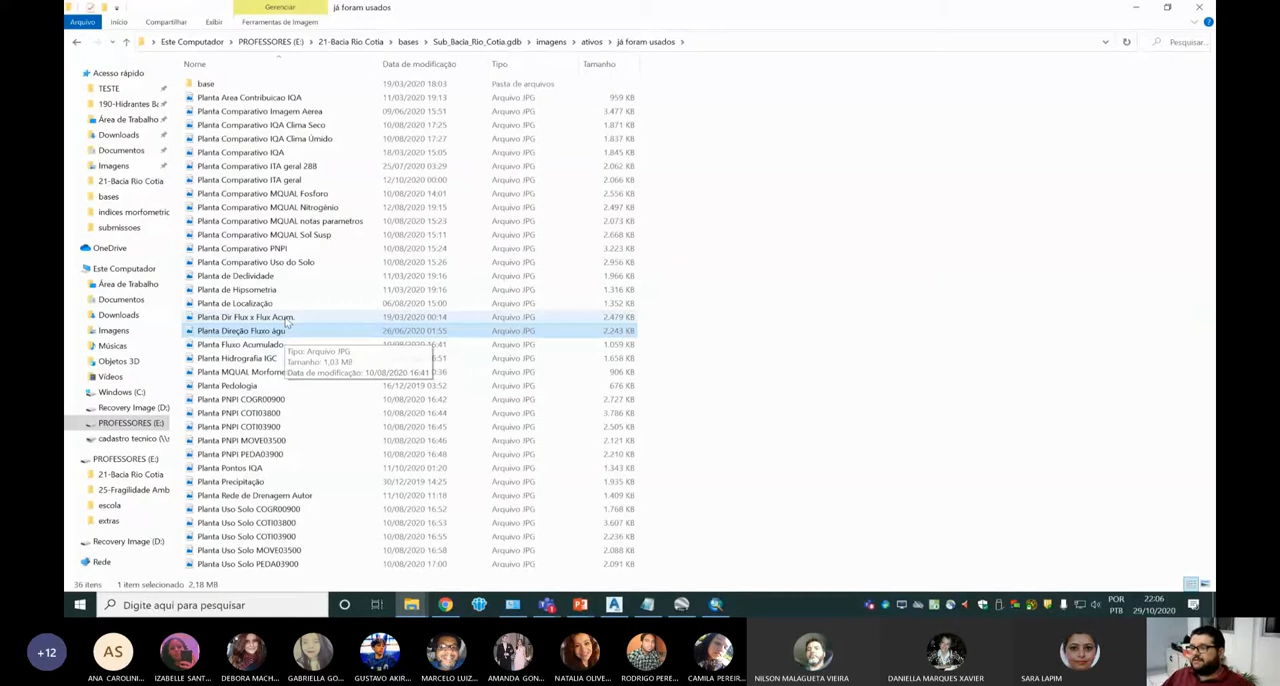 Gerenciar
já foram usados
Arquivo Início Compartilhar Exibir Ferramentas de Imagem
Este Computador > PROFESSORES (E:) > 21-Bacia Rio Cotia > bases > Sub_Bacia_Rio_Cotia.gdb > imagens > ativos > já foram usados >
Pesquisar...
Nome Data de modificação Tipo Tamanho
Acesso rápido
TESTE
190-Hidrantes Ba
Área de Trabalho
Downloads
Documentos
Imagens
21-Bacia Rio Cotia
bases
indices morfometric
submissoes
OneDrive
Este Computador
Área de Trabalho
Documentos
Downloads
Imagens
Músicas
Objetos 3D
Vídeos
Windows (C:)
Recovery Image (D:)
PROFESSORES (E:)
cadastro tecnico (\\s
PROFESSORES (E:)
21-Bacia Rio Cotia
25-Fragilidade Amb
escola
extras
Recovery Image (D:)
Rede
base 19/03/2020 18:03 Pasta de arquivos
Planta Area Contribuicao IQA 11/03/2020 19:13 Arquivo JPG 959 KB
Planta Comparativo Imagem Aerea 09/06/2020 15:51 Arquivo JPG 3.477 KB
Planta Comparativo IQA Clima Seco 10/08/2020 17:25 Arquivo JPG 1.871 KB
Planta Comparativo IQA Clima Úmido 10/08/2020 17:27 Arquivo JPG 1.837 KB
Planta Comparativo IQA 18/03/2020 15:05 Arquivo JPG 1.845 KB
Planta Comparativo ITA geral 288 25/07/2020 03:29 Arquivo JPG 2.062 KB
Planta Comparativo ITA geral 12/10/2020 00:00 Arquivo JPG 2.066 KB
Planta Comparativo MQUAL Fosforo 10/08/2020 14:01 Arquivo JPG 2.556 KB
Planta Comparativo MQUAL Nitrogênio 12/08/2020 19:15 Arquivo JPG 2.497 KB
Planta Comparativo MQUAL notas parametros 10/08/2020 15:23 Arquivo JPG 2.073 KB
Planta Comparativo MQUAL Sol Susp 10/08/2020 15:11 Arquivo JPG 2.668 KB
Planta Comparativo PNPI 10/08/2020 15:24 Arquivo JPG 3.223 KB
Planta Comparativo Uso do Solo 10/08/2020 15:26 Arquivo JPG 2.956 KB
Planta de Declividade 11/03/2020 19:16 Arquivo JPG 1.966 KB
Planta de Hipsometria 11/03/2020 19:16 Arquivo JPG 1.316 KB
Planta de Localização 06/08/2020 15:00 Arquivo JPG 1.352 KB
Planta Dir Flux x Flux Acum. 19/03/2020 00:14 Arquivo JPG 2.479 KB
Planta Direção Fluxo águ 26/06/2020 01:55 Arquivo JPG 2.243 KB
Planta Fluxo Acumulado 10/08/2020 16:41 Arquivo JPG 1.059 KB
Planta Hidrografia IGC 16:51 Arquivo JPG 1.658 KB
Planta MQUAL Morfome Arquivo JPG 906 KB
Tipo: Arquivo JPG
Tamanho: 1,03 MB
Data de modificação: 10/08/2020 16:41
Planta Pedologia 16/12/2019 03:52 Arquivo JPG 676 KB
Planta PNPI COGR00900 10/08/2020 16:42 Arquivo JPG 2.727 KB
Planta PNPI COTI03800 10/08/2020 16:44 Arquivo JPG 3.786 KB
Planta PNPI COTI03900 10/08/2020 16:45 Arquivo JPG 2.505 KB
Planta PNPI MOVE03500 10/08/2020 16:46 Arquivo JPG 2.121 KB
Planta PNPI PEDA03900 10/08/2020 16:48 Arquivo JPG 2.210 KB
Planta Pontos IQA 11/10/2020 01:20 Arquivo JPG 1.343 KB
Planta Precipitação 30/12/2019 14:25 Arquivo JPG 1.935 KB
Planta Rede de Drenagem Autor 11/10/2020 11:18 Arquivo JPG 1.409 KB
Planta Uso Solo COGR00900 10/08/2020 16:52 Arquivo JPG 1.768 KB
Planta Uso Solo COTI03800 10/08/2020 16:53 Arquivo JPG 3.607 KB
Planta Uso Solo COTI03900 10/08/2020 16:55 Arquivo JPG 2.236 KB
Planta Uso Solo MOVE03500 10/08/2020 16:58 Arquivo JPG 2.088 KB
Planta Uso Solo PEDA03900 10/08/2020 17:00 Arquivo JPG 2.091 KB
36 itens 1 item selecionado 2,18 MB
Digite aqui para pesquisar
POR
PTB
22:06
29/10/2020
+12
AS
ANA CAROLINI... IZABELLE SANT... DEBORA MACH... GABRIELLA GO... GUSTAVO AKIR... MARCELO LUIZ... AMANDA GON... NATALIA OLIVE... RODRIGO PERE... CAMILA PEREIR... NILSON MALAGUETA VIEIRA DANIELLA MARQUES XAVIER SARA LAPIM